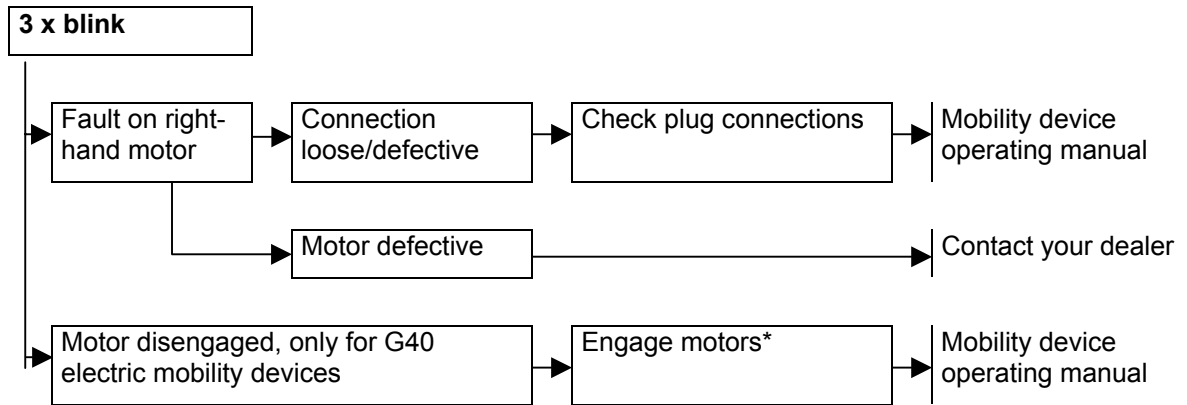 3 x blink
Fault on right-
hand motor
Connection
loose/defective
Check plug connections
Mobility device
operating manual
Motor defective
Contact your dealer
Motor disengaged, only for G40
electric mobility devices
Engage motors*
Mobility device
operating manual